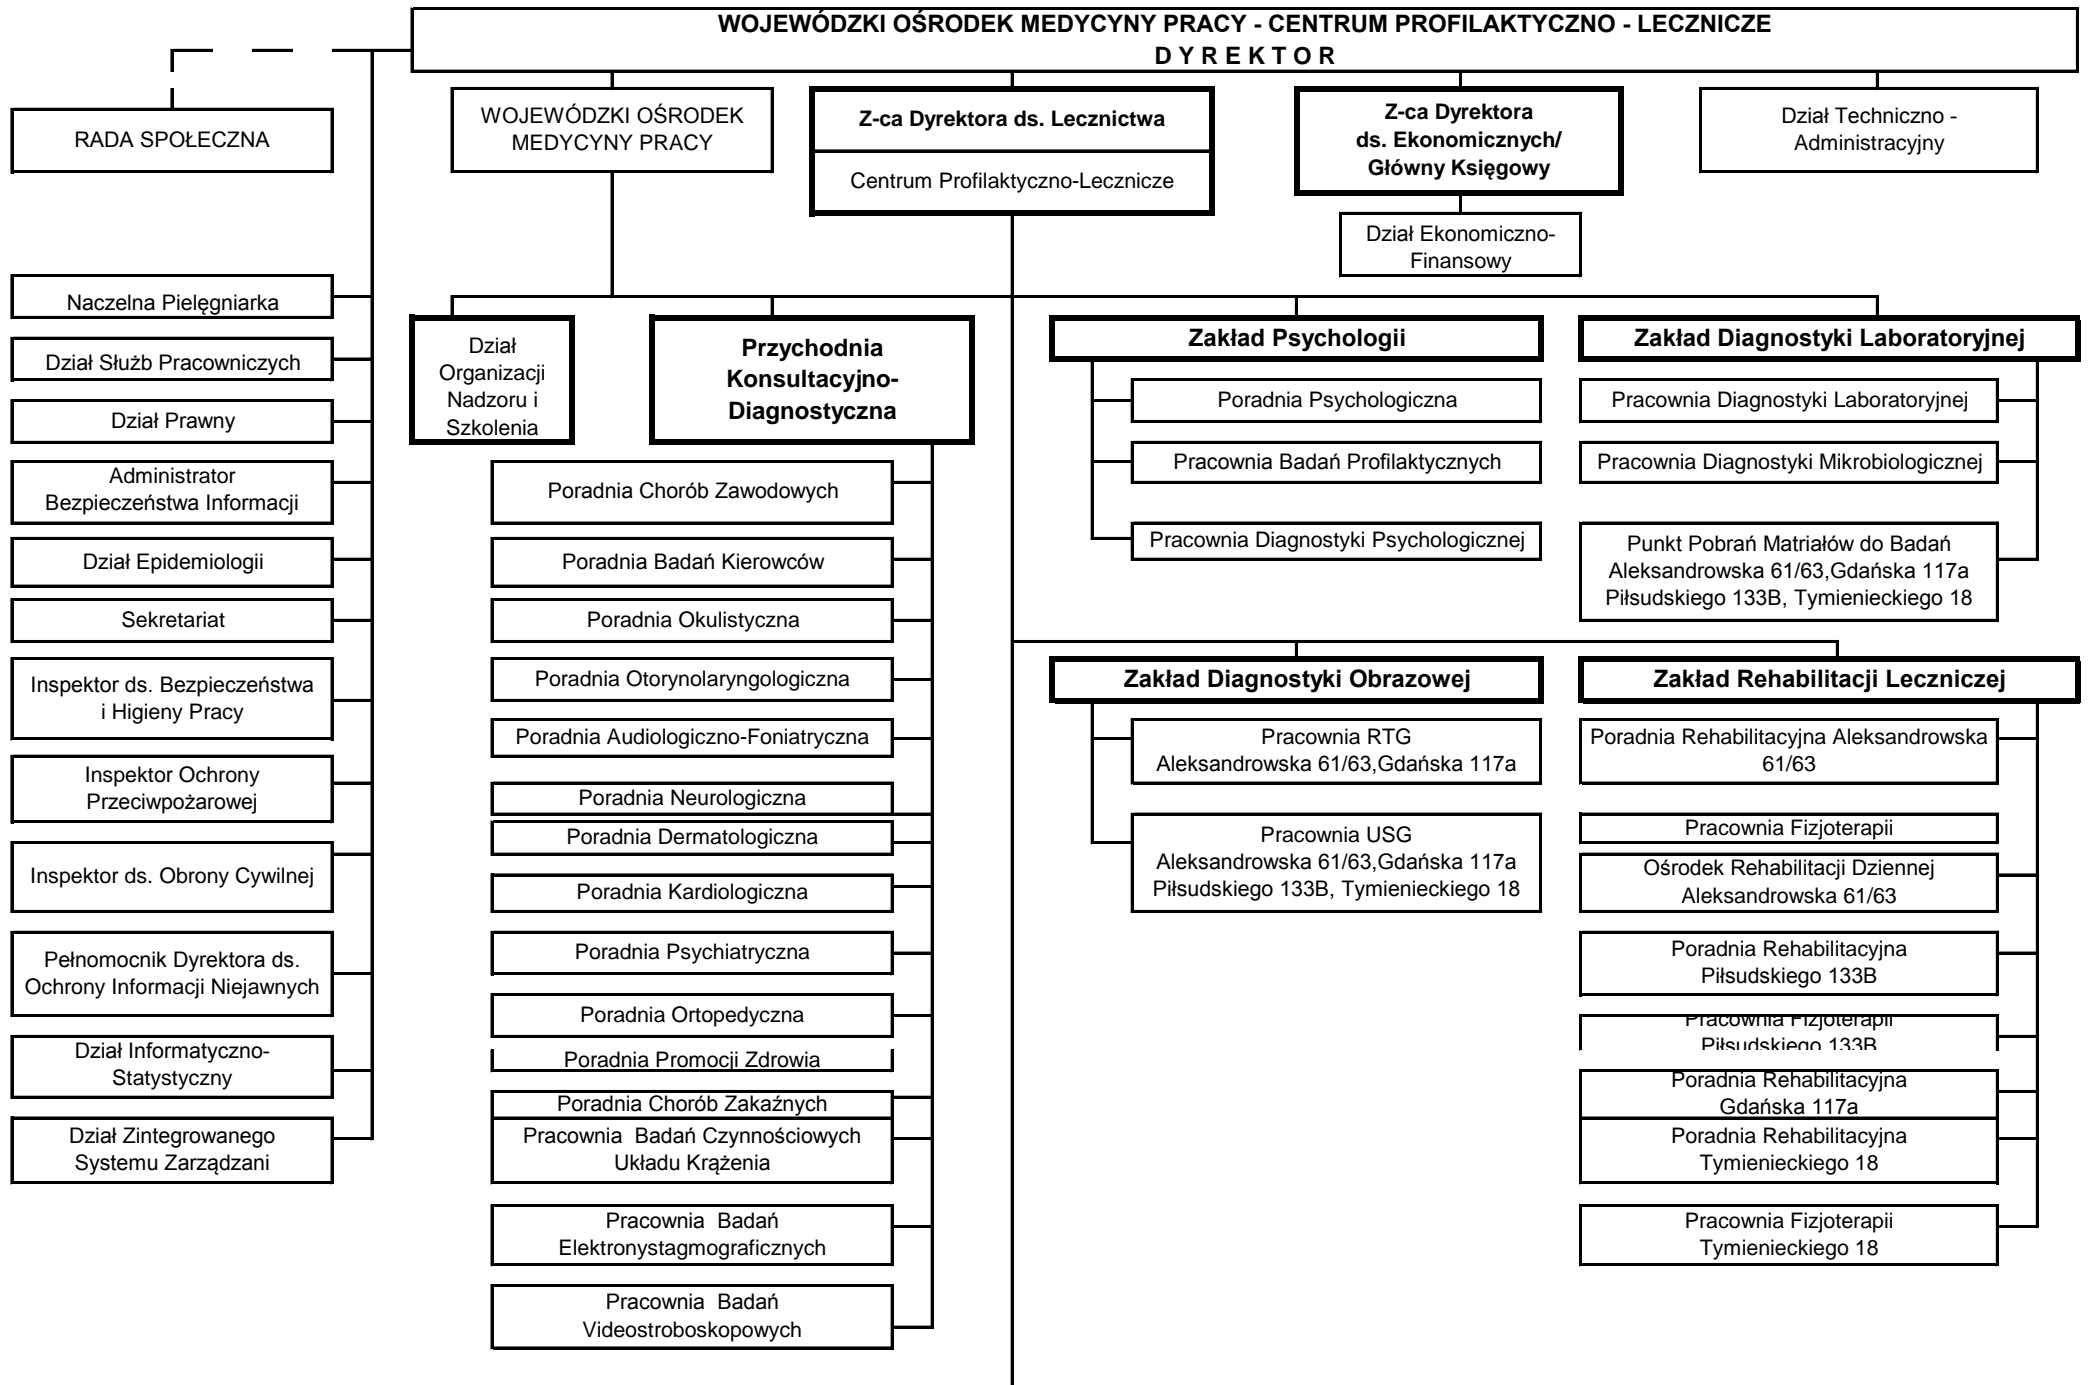 WOJEWÓDZKI OŚRODEK MEDYCYNY PRACY - CENTRUM PROFILAKTYCZNO - LECZNICZE
D Y R E K T O R
RADA SPOŁECZNA
WOJEWÓDZKI OŚRODEK
MEDYCYNY PRACY
Z-ca Dyrektora ds. Lecznictwa
Centrum Profilaktyczno-Lecznicze
Z-ca Dyrektora
ds. Ekonomicznych/
Główny Księgowy
Dział Ekonomiczno-
Finansowy
Dział Techniczno -
Administracyjny
Naczelna Pielęgniarka
Dział Służb Pracowniczych
Dział Prawny
Administrator
Bezpieczeństwa Informacji
Dział Epidemiologii
Sekretariat
Inspektor ds. Bezpieczeństwa
i Higieny Pracy
Inspektor Ochrony
Przeciwpożarowej
Inspektor ds. Obrony Cywilnej
Pełnomocnik Dyrektora ds.
Ochrony Informacji Niejawnych
Dział Informatyczno-
Statystyczny
Dział Zintegrowanego
Systemu Zarządzani
Dział
Organizacji
Nadzoru i
Szkolenia
Przychodnia
Konsultacyjno-
Diagnostyczna
Poradnia Chorób Zawodowych
Poradnia Badań Kierowców
Poradnia Okulistyczna
Poradnia Otorynolaryngologiczna
Poradnia Audiologiczno-Foniatryczna
Poradnia Neurologiczna
Poradnia Dermatologiczna
Poradnia Kardiologiczna
Poradnia Psychiatryczna
Poradnia Ortopedyczna
Poradnia Promocji Zdrowia
Poradnia Chorób Zakaźnych
Pracownia Badań Czynnościowych
Układu Krążenia
Pracownia Badań
Elektronystagmograficznych
Pracownia Badań
Videostroboskopowych
Zakład Psychologii
Poradnia Psychologiczna
Pracownia Badań Profilaktycznych
Pracownia Diagnostyki Psychologicznej
Zakład Diagnostyki Laboratoryjnej
Pracownia Diagnostyki Laboratoryjnej
Pracownia Diagnostyki Mikrobiologicznej
Punkt Pobrań Matriałów do Badań
Aleksandrowska 61/63,Gdańska 117a
Piłsudskiego 133B, Tymienieckiego 18
Zakład Diagnostyki Obrazowej
Pracownia RTG
Aleksandrowska 61/63,Gdańska 117a
Pracownia USG
Aleksandrowska 61/63,Gdańska 117a
Piłsudskiego 133B, Tymienieckiego 18
Zakład Rehabilitacji Leczniczej
Poradnia Rehabilitacyjna Aleksandrowska
61/63
Pracownia Fizjoterapii
Ośrodek Rehabilitacji Dziennej
Aleksandrowska 61/63
Poradnia Rehabilitacyjna
Piłsudskiego 133B
Pracownia Fizjoterapii
Piłsudskiego 133B
Poradnia Rehabilitacyjna
Gdańska 117a
Poradnia Rehabilitacyjna
Tymienieckiego 18
Pracownia Fizjoterapii
Tymienieckiego 18